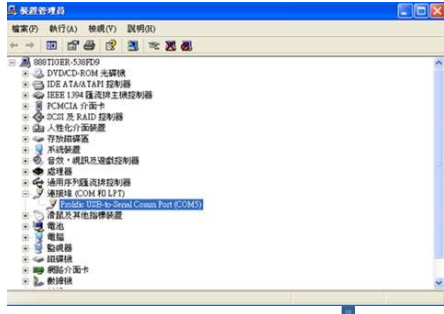 裝置管理員
檔案(F) 執行(A) 檢視(V) 說明(H)
888TIGER-538FD9
DVD/CD-ROM 光碟機
IDE ATA/ATAPI 控制器
IEEE 1394 匯流排主機控制器
PCMCIA 介面卡
SCSI 及 RAID 控制器
人性化介面裝置
存放磁碟區
系統裝置
音效，視訊及遊戲控制器
處理器
通用序列匯流排控制器
連接埠 (COM 和 LPT)
Prolific USB-to-Serial Comm Port (COM5)
滑鼠及其他指標裝置
電池
電腦
監視器
磁碟機
網路介面卡
數據機